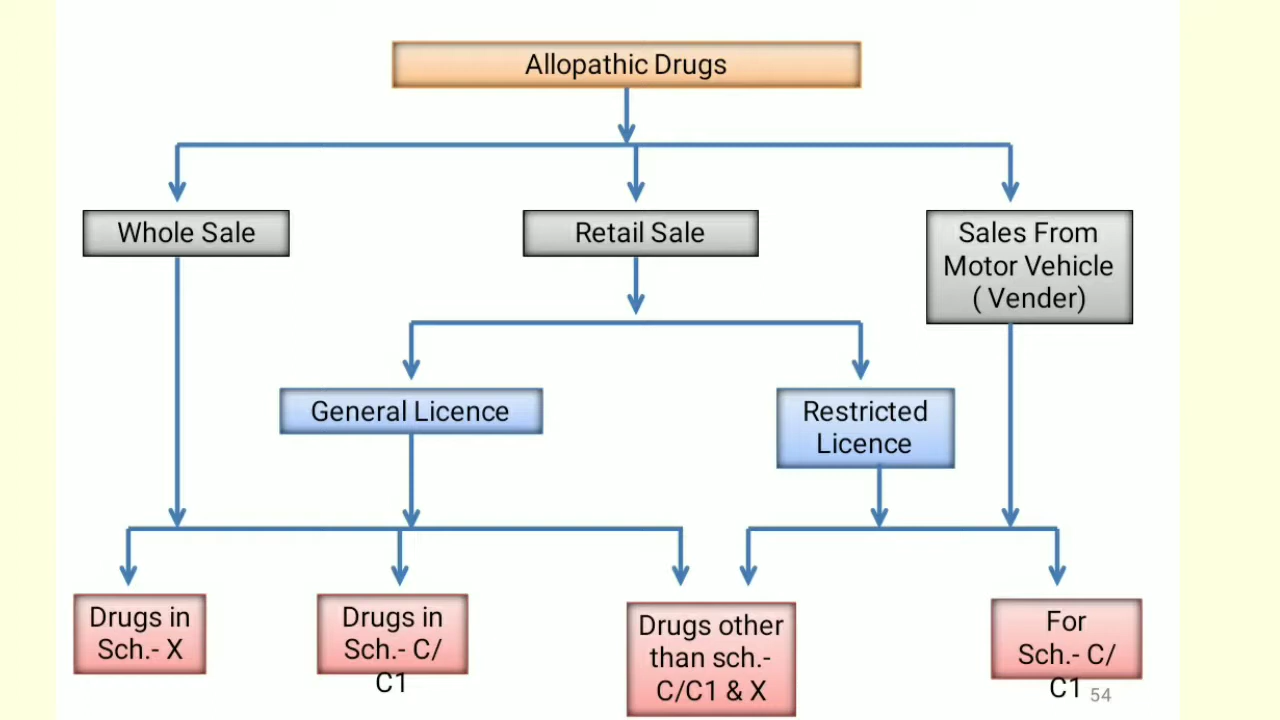 Allopathic Drugs
Whole Sale
Retail Sale
Sales From
Motor Vehicle
( Vender)
General Licence
Restricted
Licence
Drugs in
Sch.- X
Drugs in
Sch.- C/
C1
Drugs other
than sch.-
C/C1 & X
For
Sch.- C/
C1
54